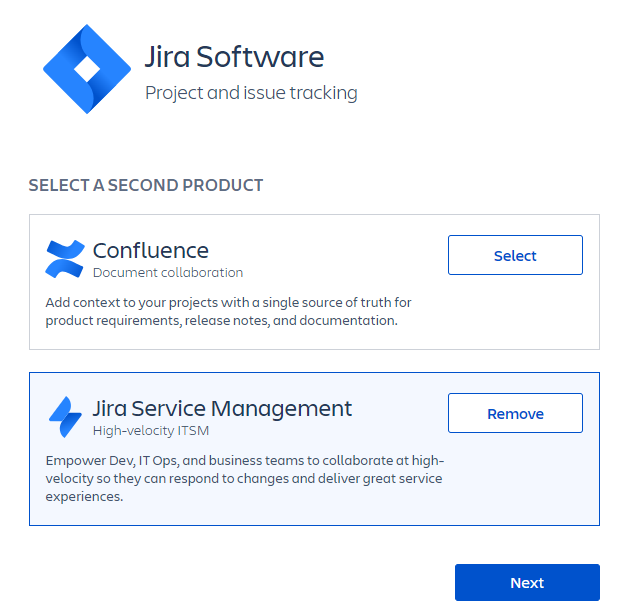 Jira Software
Project and issue tracking
SELECT A SECOND PRODUCT
Confluence
Document collaboration
Select
Add context to your projects with a single source of truth for
product requirements, release notes, and documentation.
Jira Service Management
High-velocity ITSM
Remove
Empower Dev, IT Ops, and business teams to collaborate at high-
velocity so they can respond to changes and deliver great service
experiences.
Next